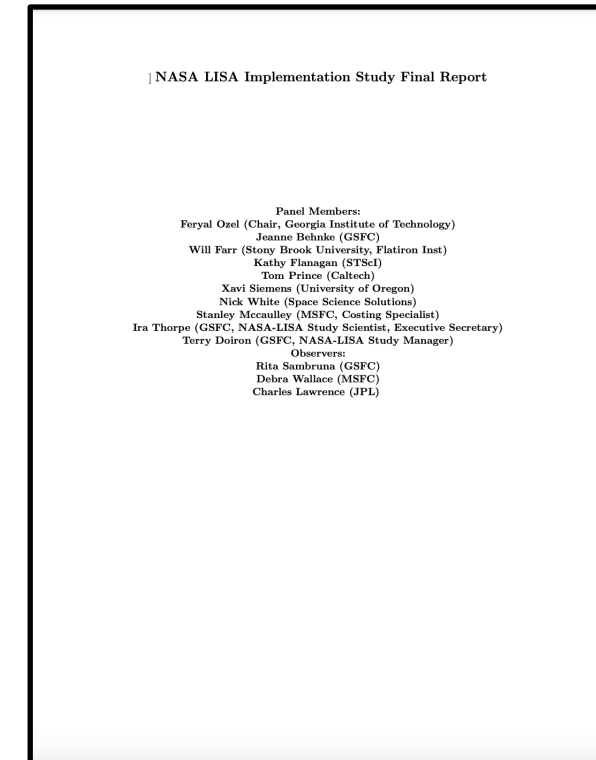 ] NASA LISA Implementation Study Final Report
Panel Members:
Feryal Ozel (Chair, Georgia Institute of Technology)
Jeanne Behnke (GSFC)
Will Farr (Stony Brook University, Flatiron Inst)
Kathy Flanagan (STScI)
Tom Prince (Caltech)
Xavi Siemens (University of Oregon)
Nick White (Space Science Solutions)
Stanley Mccaulley (MSFC, Costing Specialist)
Ira Thorpe (GSFC, NASA-LISA Study Scientist, Executive Secretary)
Terry Doiron (GSFC, NASA-LISA Study Manager)
Observers:
Rita Sambruna (GSFC)
Debra Wallace (MSFC)
Charles Lawrence (JPL)